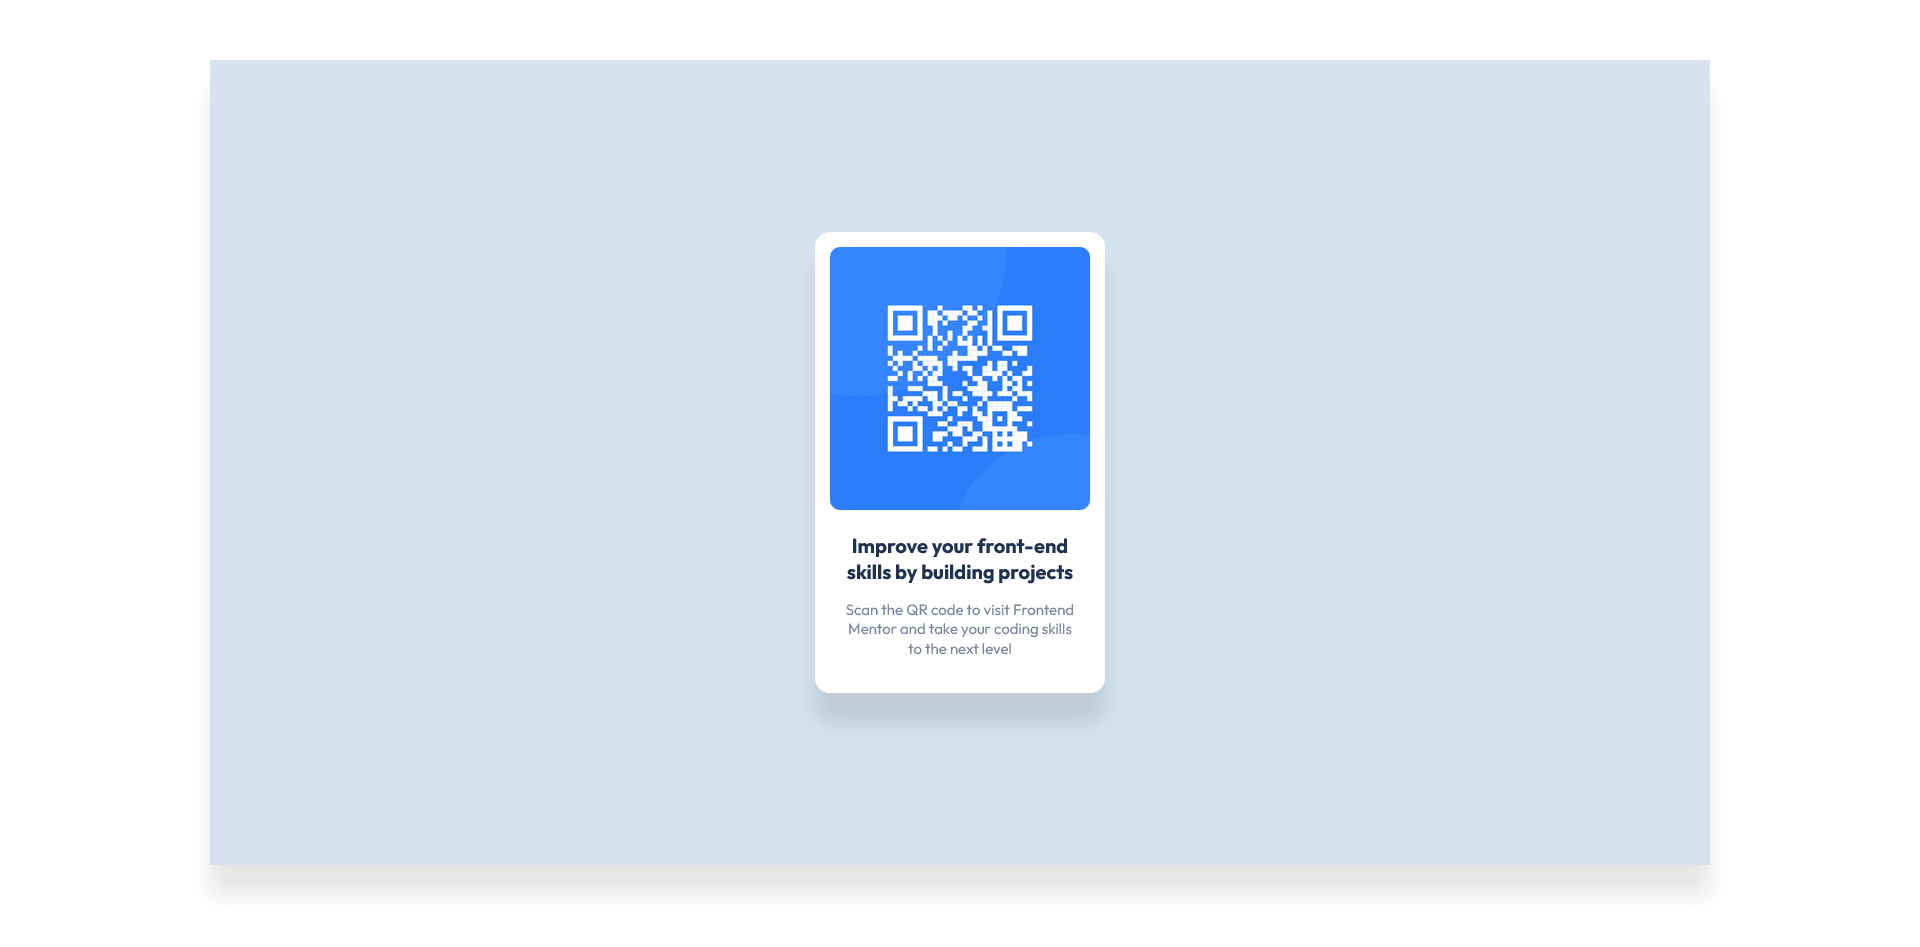 Improve your front-end
skills by building projects
Scan the QR code to visit Frontend
Mentor and take your coding skills
to the next level